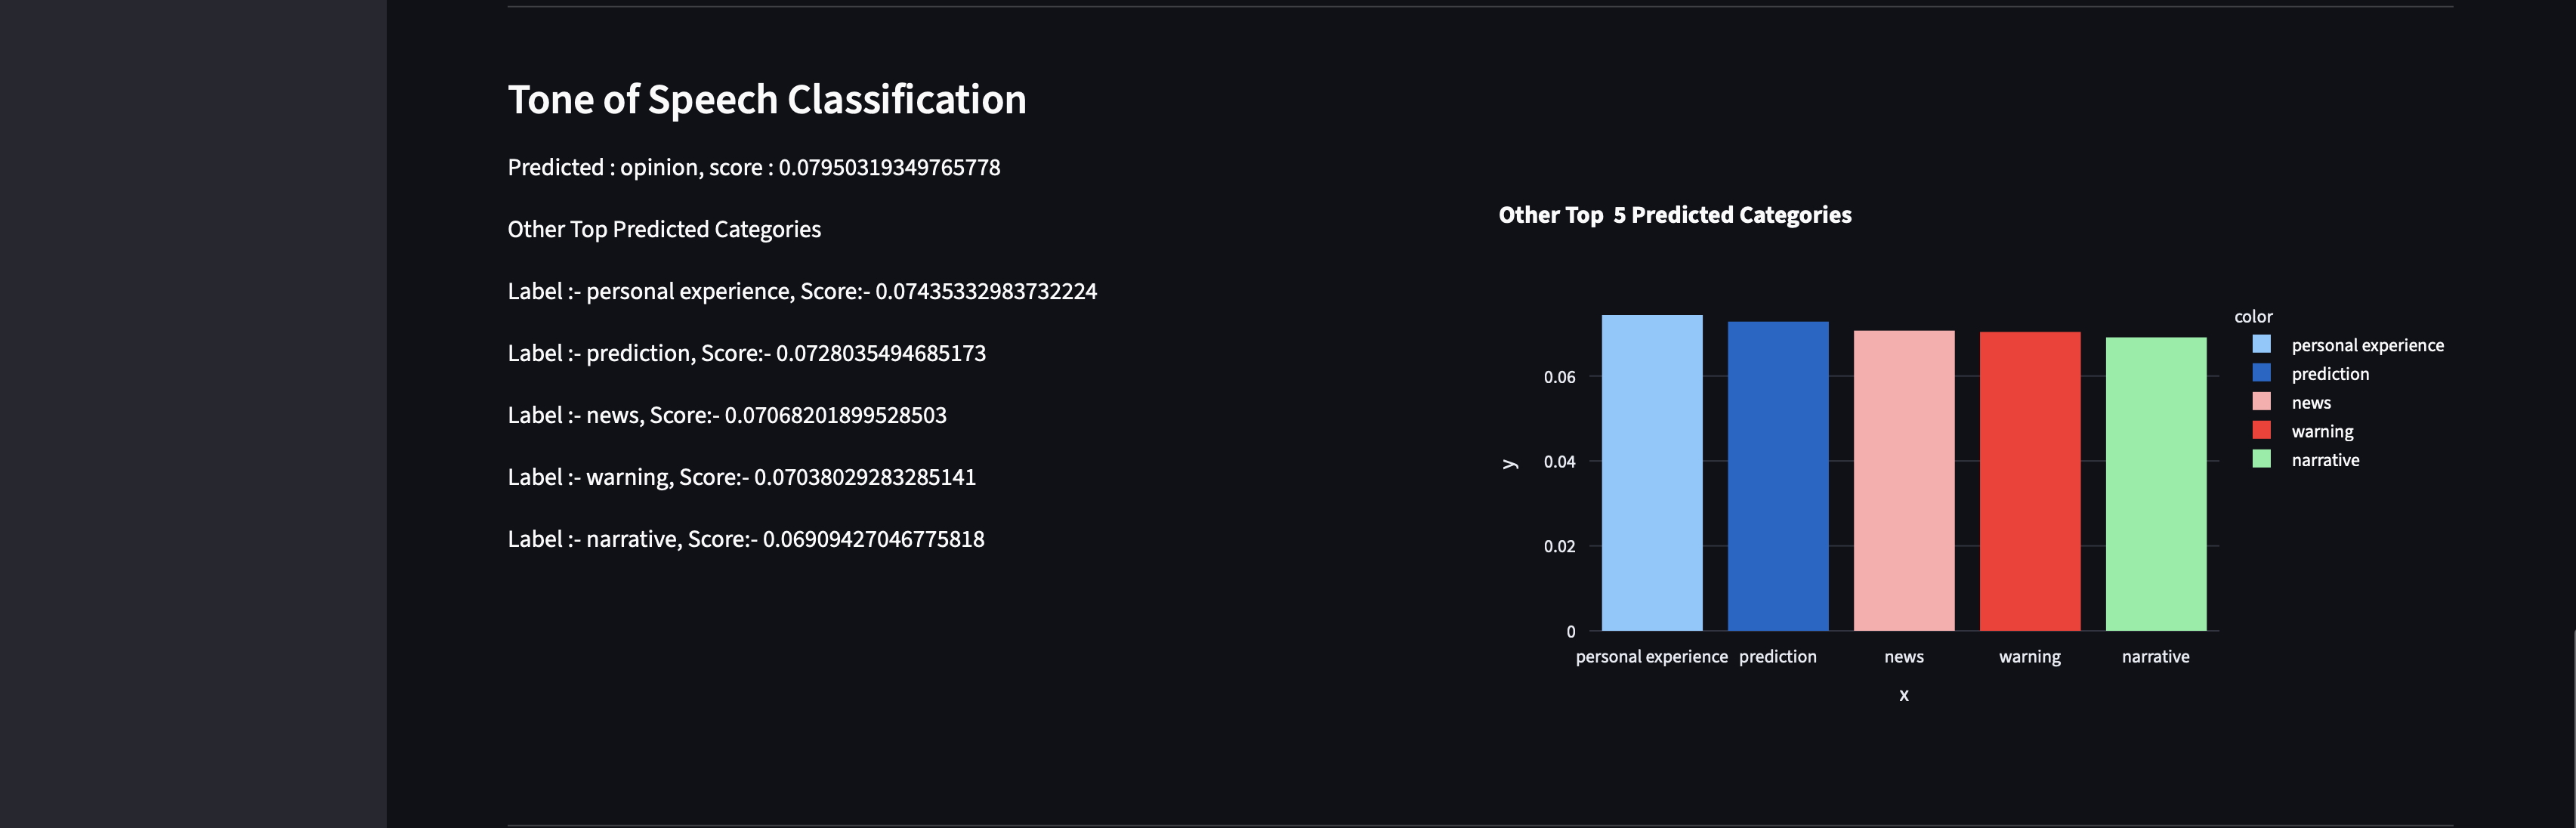 Tone of Speech Classification
Predicted : opinion, score : 0.07950319349765778
Other Top Predicted Categories
Label :- personal experience, Score:- 0.07435332983732224
Label :- prediction, Score:- 0.0728035494685173
Label :- news, Score:- 0.07068201899528503
Label :- warning, Score:- 0.07038029283285141
Label :- narrative, Score:- 0.06909427046775818
Other Top  5 Predicted Categories
0.06
0.04
0.02
0
y
personal experience
prediction
news
warning
narrative
x
color
personal experience
prediction
news
warning
narrative